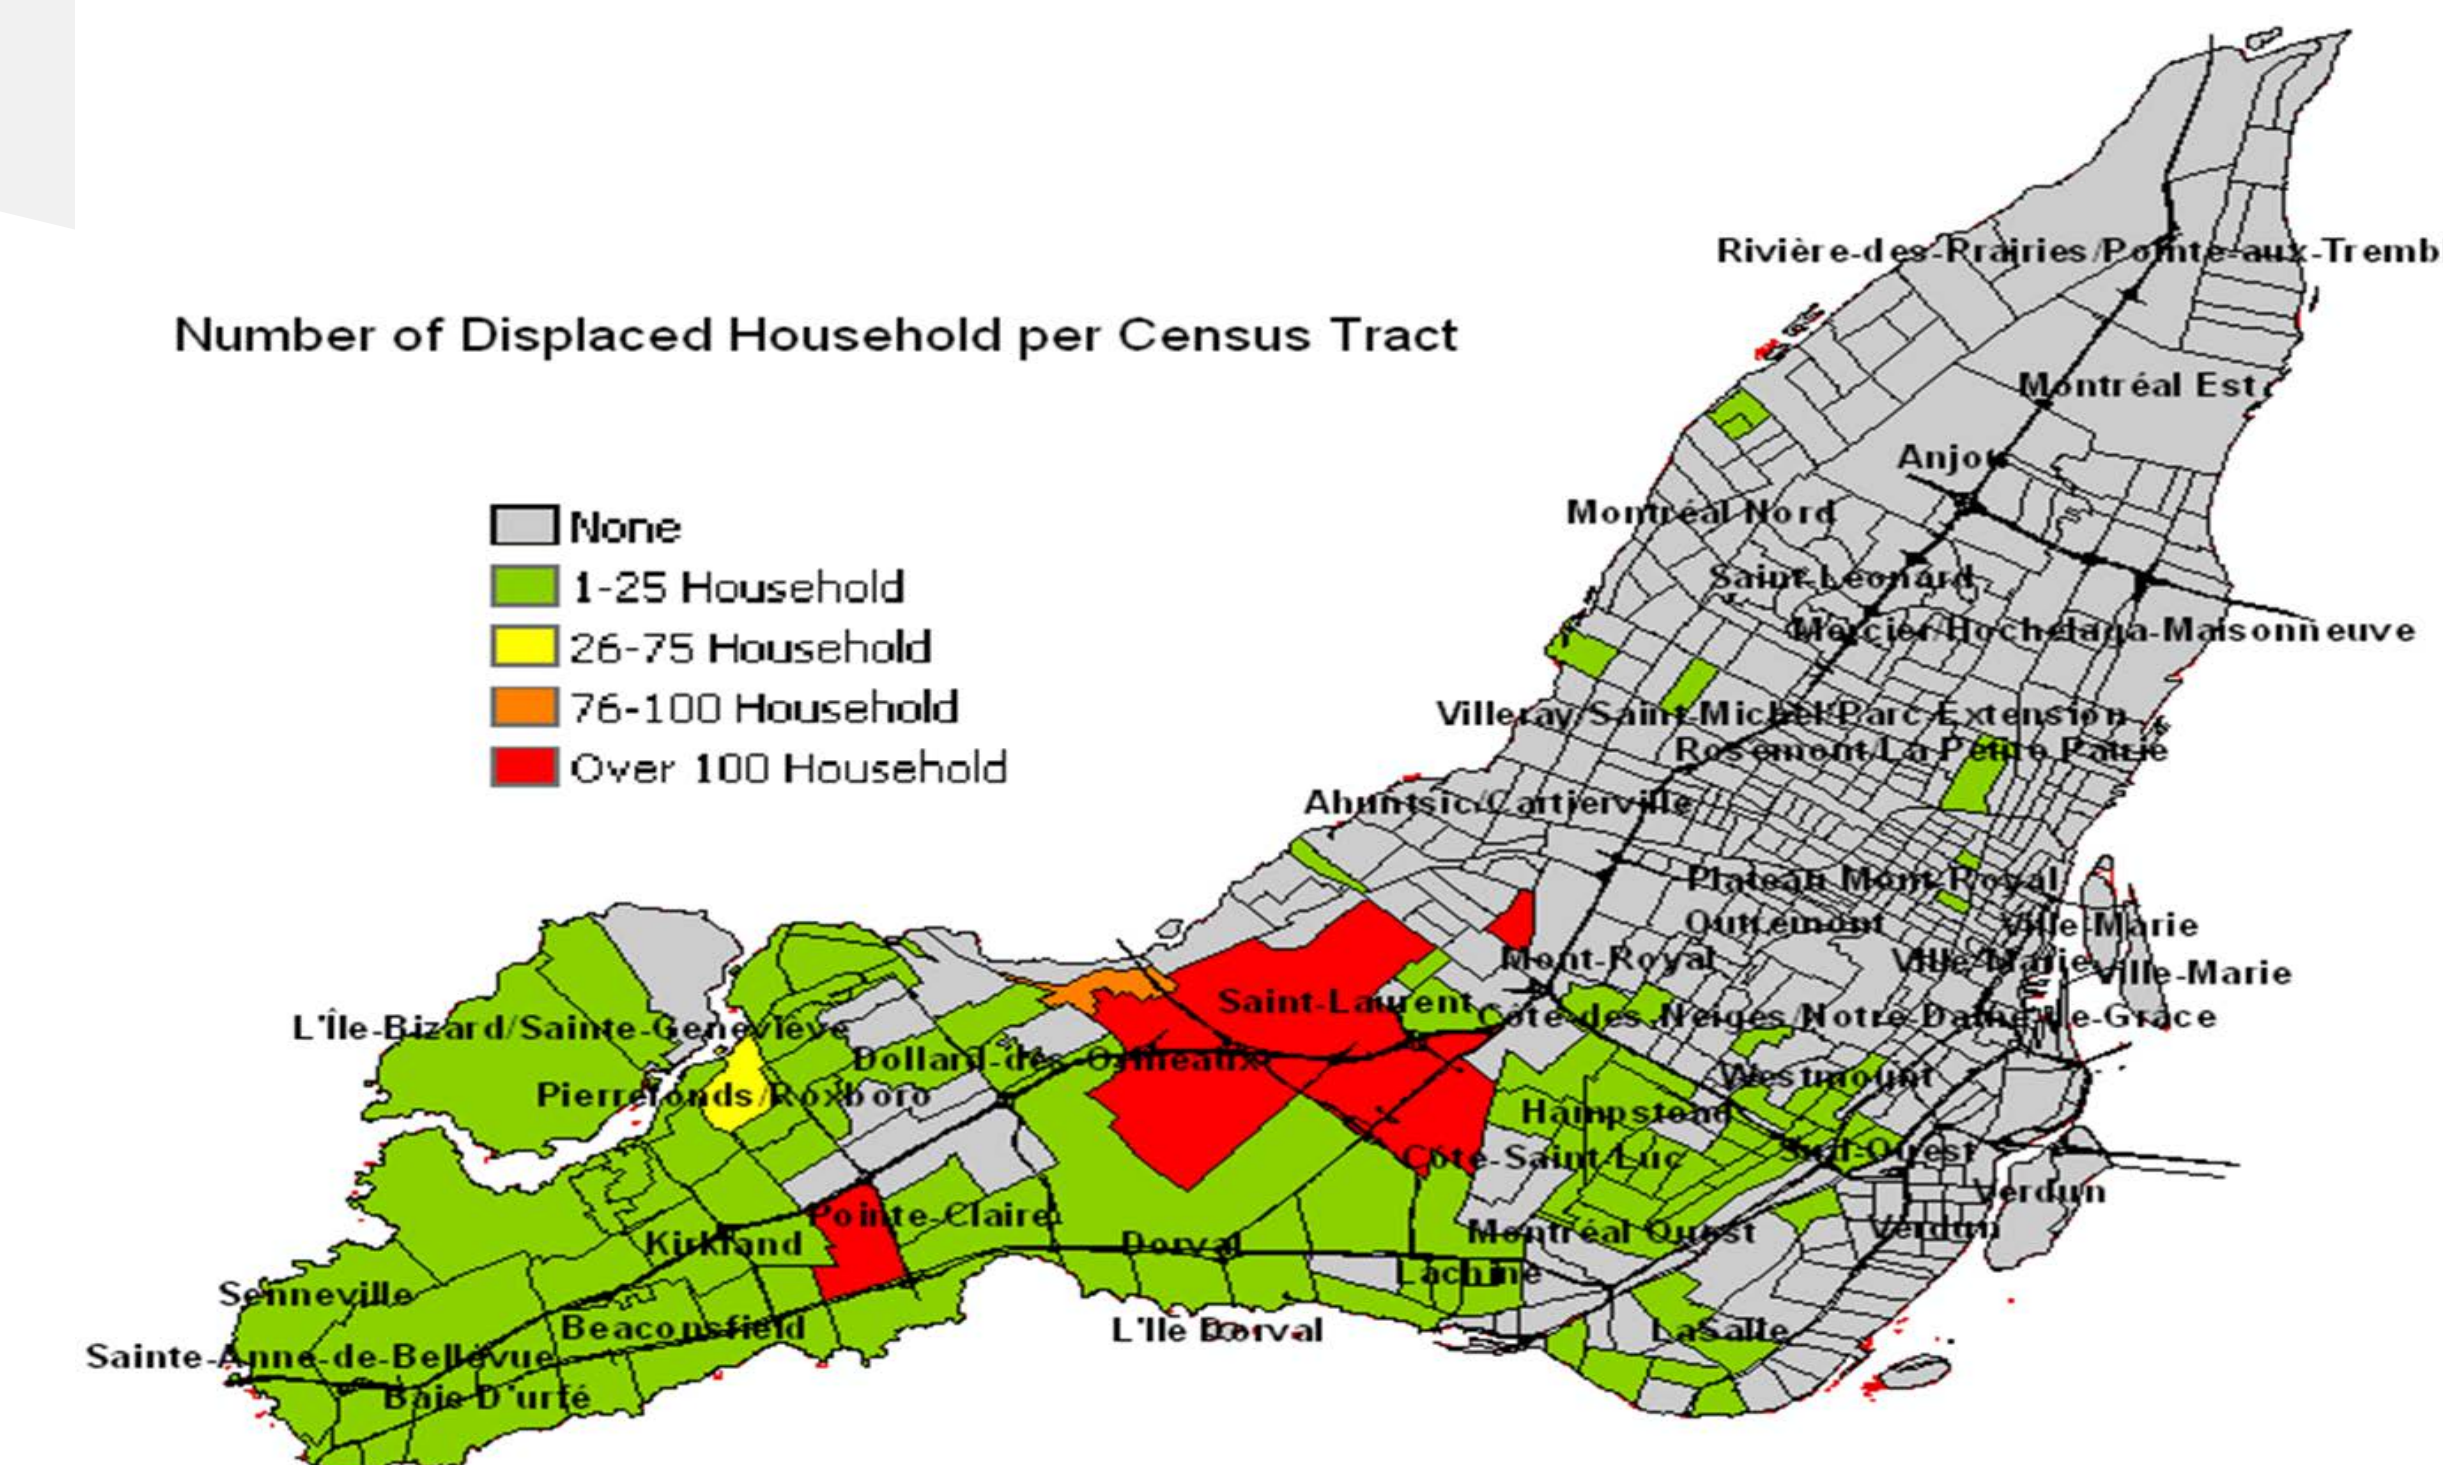 Rivière-des-Prairies/Pointe-aux-Tremb
Number of Displaced Household per Census Tract
Montréal Est
Anjou
None
Montréal Nord
1-25 Household
Saint-Léonard
Mercier/Hochelaga-Maisonneuve
26-75 Household
76-100 Household
Villeray/Saint-Michel/Parc-Extension
Rosemont/La Petite Patrie
Over 100 Household
Ahuntsic/Cartierville
Plateau Mont-Royal
Outremont
Ville-Marie
Mont-Royal
Ville-Marie
Ville-Marie
Saint-Laurent
Côte-des-Neiges/Notre-Dame-de-Grâce
L'Île-Bizard/Sainte-Geneviève
Dollard-des-Ormeaux
Westmount
Pierrefonds/Roxboro
Hampstead
Côte-Saint-Luc
Sud-Ouest
Verdun
Pointe-Claire
Verdun
Montréal Ouest
Kirkland
Dorval
Lachine
Senneville
Beaconsfield
L'Ile Dorval
LaSalle
Sainte-Anne-de-Bellevue
Baie D'urfé